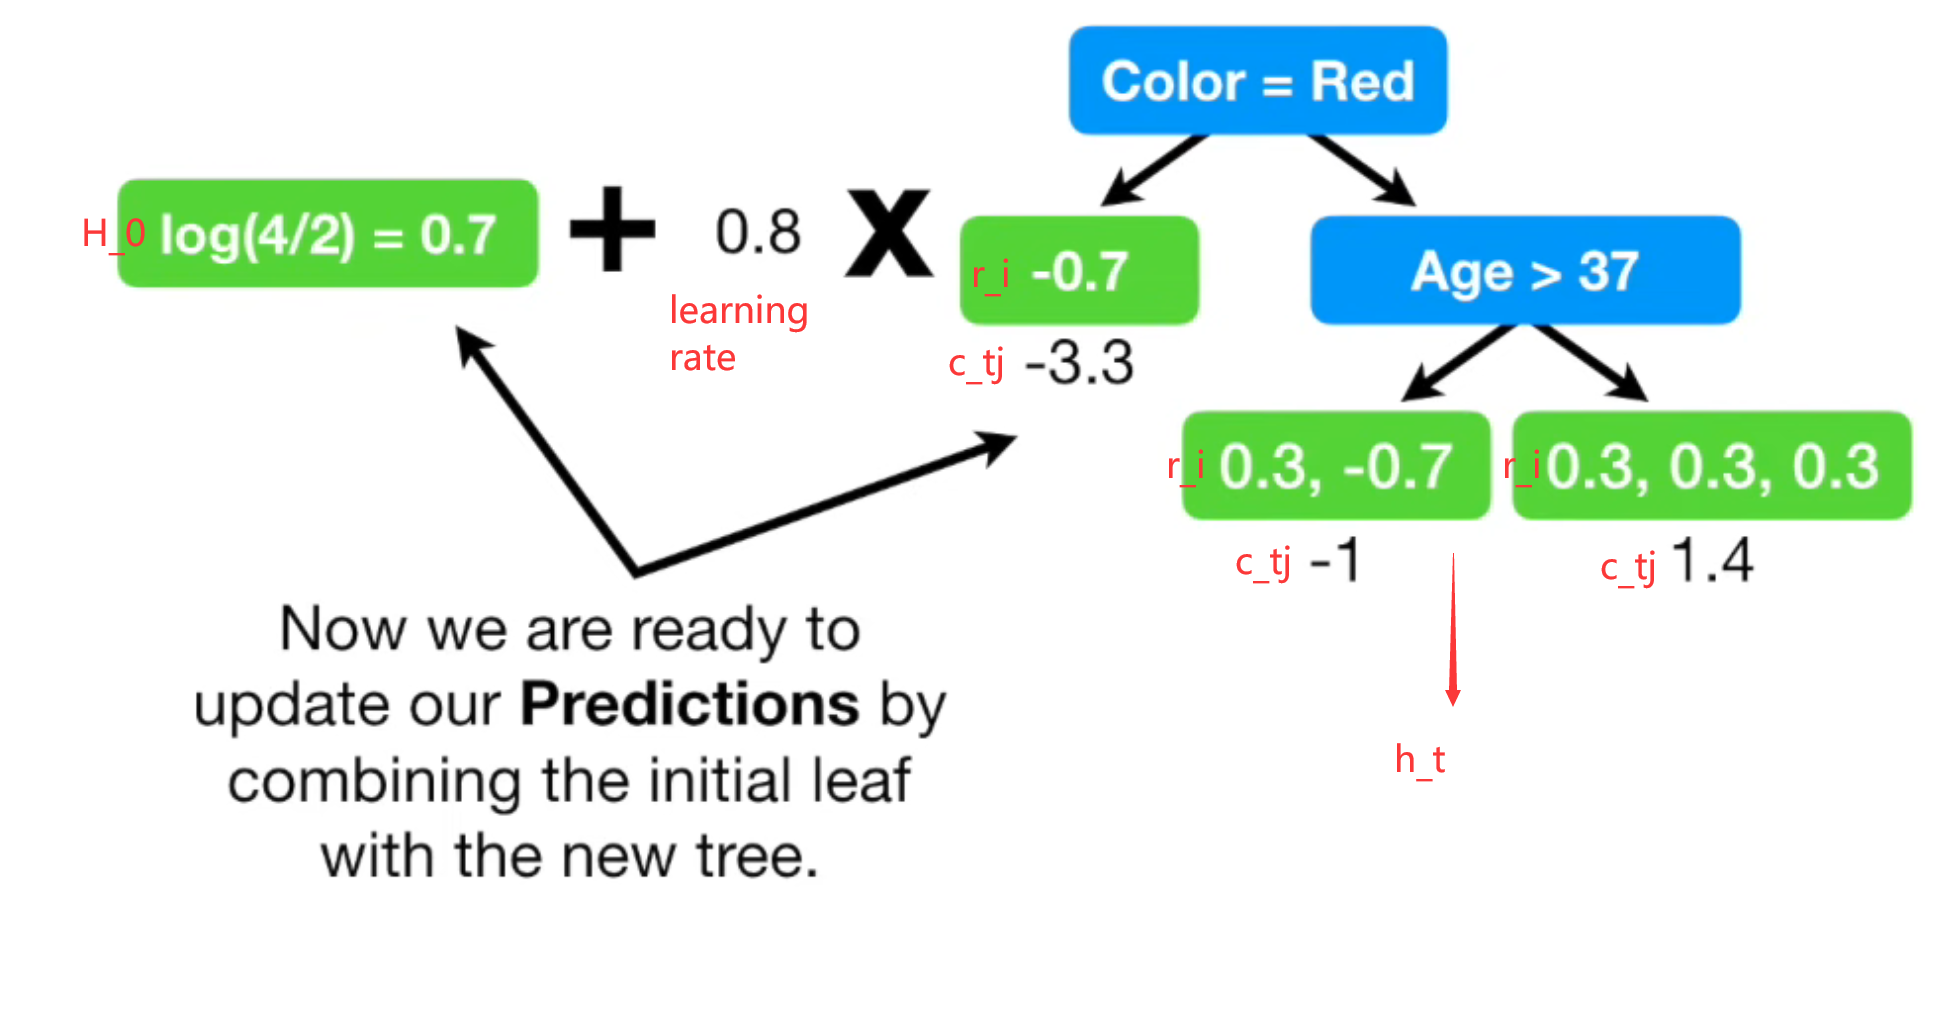 Color = Red
H_0 log(4/2) = 0.7 + 0.8 X
learning
rate
r_i -0.7
Age > 37
c_tj -3.3
r_i 0.3, -0.7
r_i 0.3, 0.3, 0.3
c_tj -1
c_tj 1.4
h_t
Now we are ready to
update our Predictions by
combining the initial leaf
with the new tree.